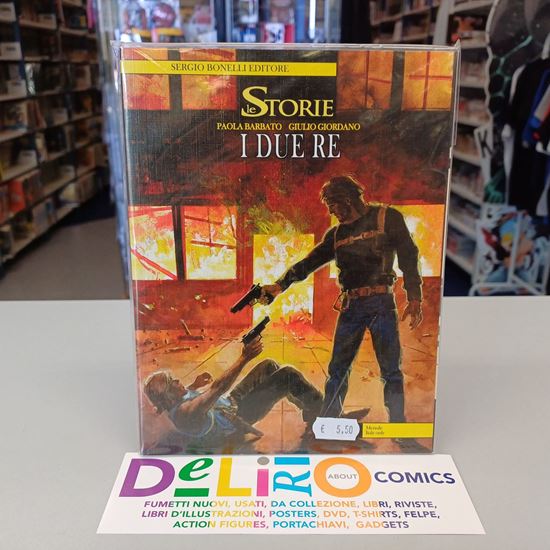 SERGIO BONELLI EDITORE
le STORIE
PAOLA BARBATO GIULIO GIORDANO
I DUE RE
€ 5.50
Mensile
DeLiRIO ABOUT COMICS
FUMETTI NUOVI, USATI, DA COLLEZIONE, LIBRI, RIVISTE,
LIBRI D'ILLUSTRAZIONI, POSTERS, DVD, T-SHIRTS, FELPE,
ACTION FIGURES, PORTACHIAVI, GADGETS